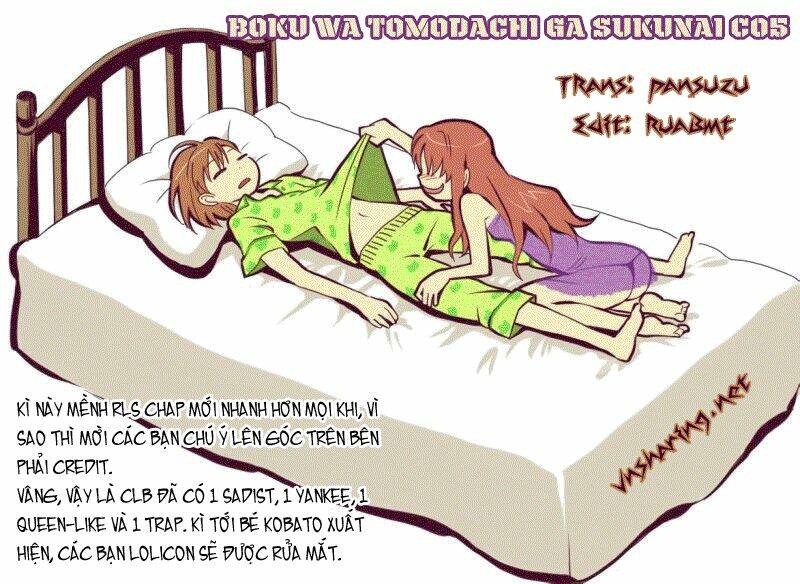 BOKU WA TOMODACHI GA SUKUNAI C05
TRANS: PANSUZU
Edit: RUABMT
KÌ NÀY MỀNH RLS CHAP MỚI NHANH HƠN MỌI KHI, VÌ
SAO THÌ MỜI CÁC BẠN CHÚ Ý LÊN GÓC TRÊN BÊN
PHẢI CREDIT.
VÂNG, VẬY LÀ CLB ĐÃ CÓ 1 SADIST, 1 YANKEE, 1
QUEEN-LIKE VÀ 1 TRAP. KÌ TỚI BÉ KOBATO XUẤT
HIỆN, CÁC BẠN LOLICON SẼ ĐƯỢC RỬA MẮT.
vnsharing.net